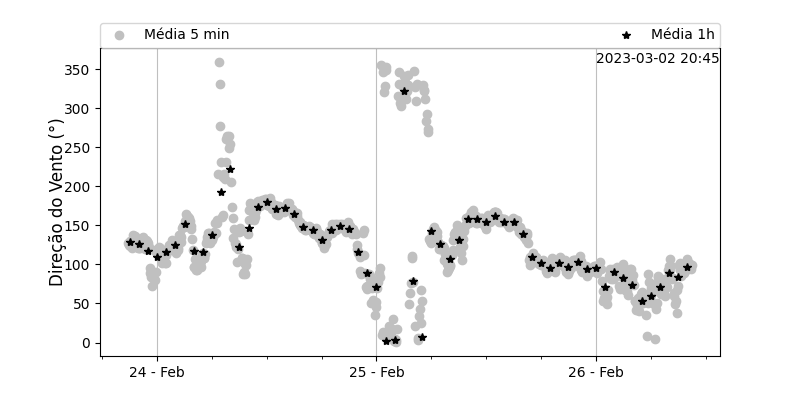 Média 5 min
Média 1h
2023-03-02 20:45
Direção do Vento (°)
350
300
250
200
150
100
50
0
24 - Feb
25 - Feb
26 - Feb